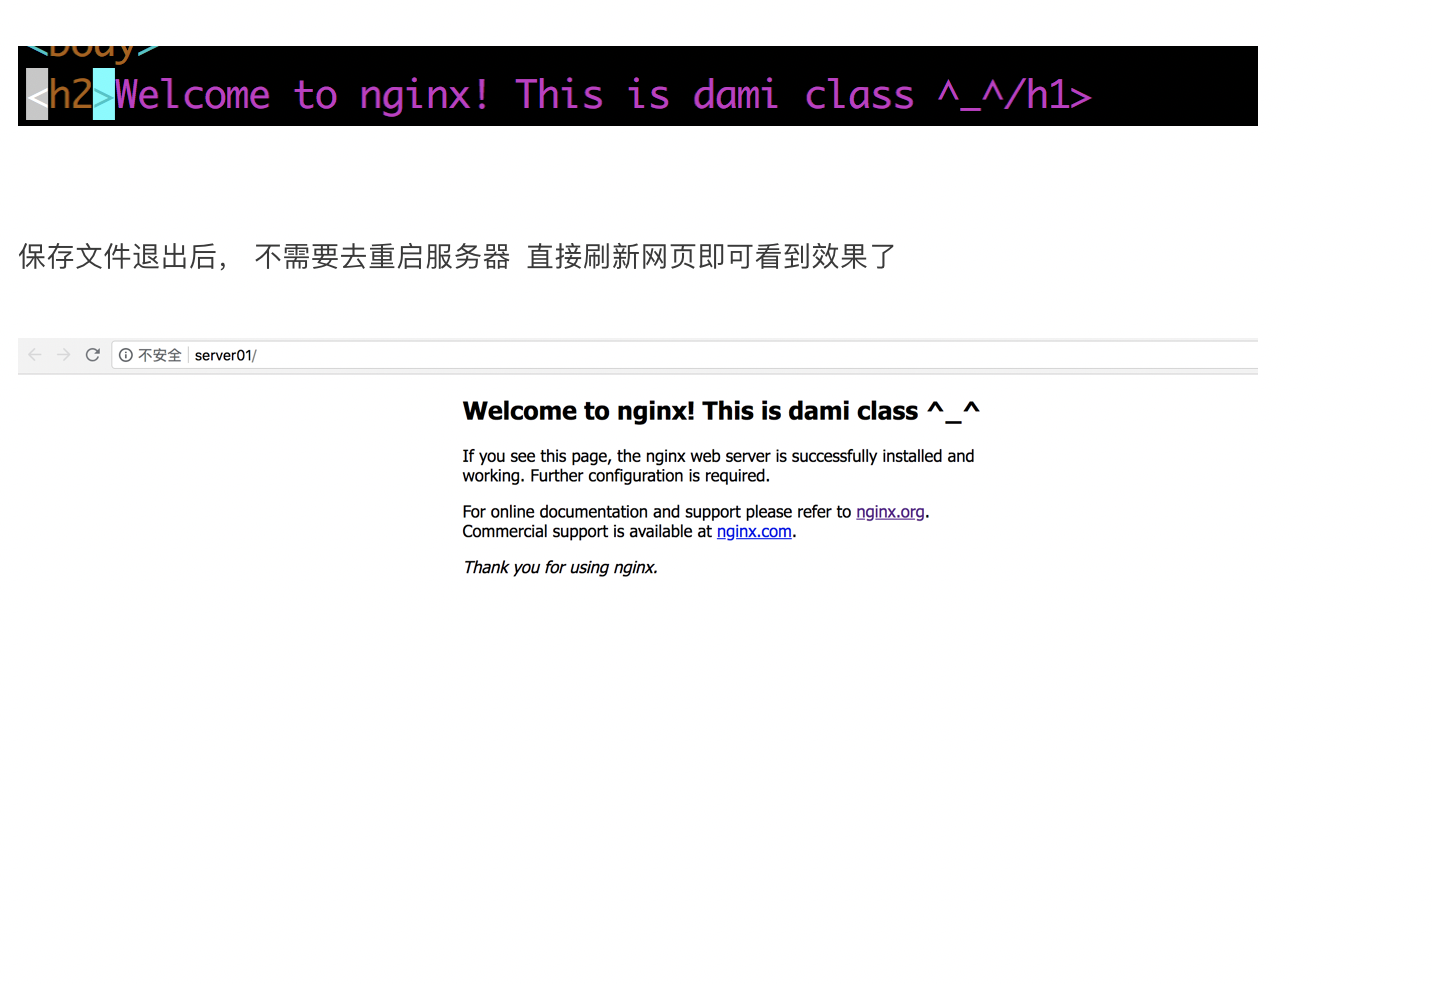 <body>
<h2>Welcome to nginx! This is dami class ^_^/h1>
保存文件退出后， 不需要去重启服务器 直接刷新网页即可看到效果了
不安全 server01/
Welcome to nginx! This is dami class ^_^
If you see this page, the nginx web server is successfully installed and
working. Further configuration is required.
For online documentation and support please refer to nginx.org.
Commercial support is available at nginx.com.
Thank you for using nginx.